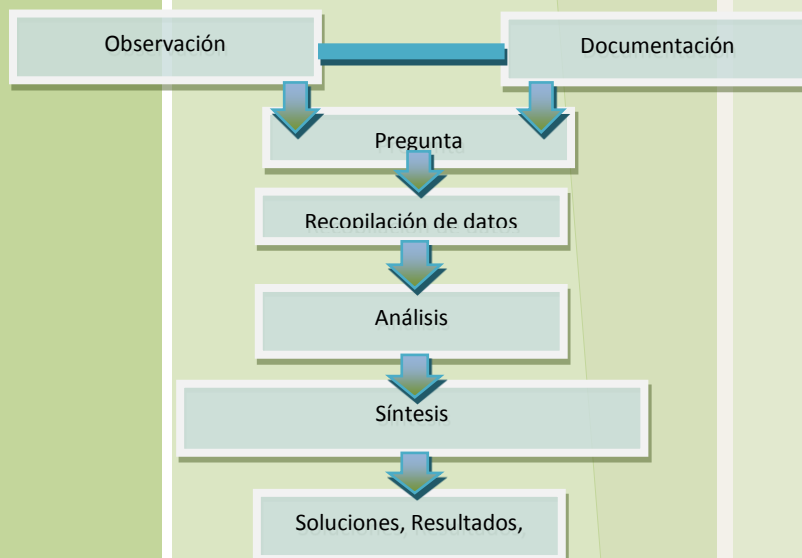 Observación
Documentación
Pregunta
Recopilación de datos
Análisis
Síntesis
Soluciones, Resultados,